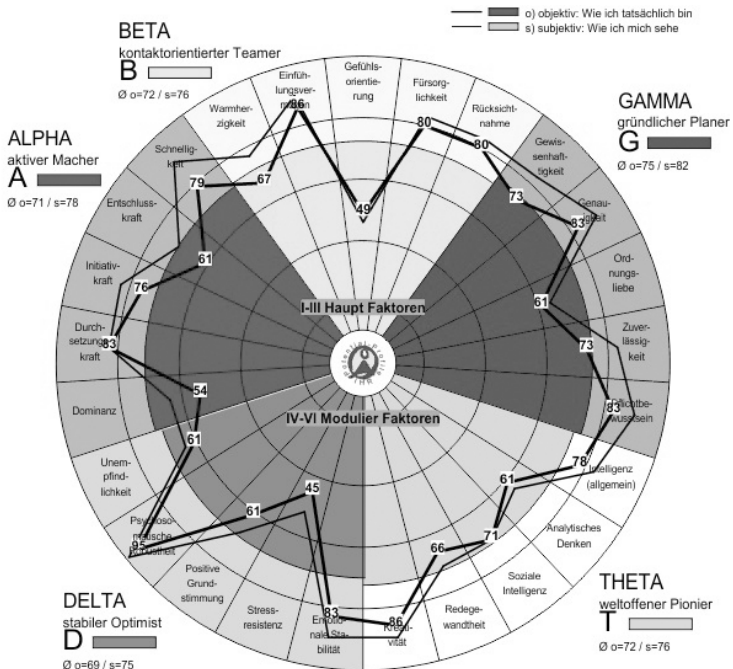 o) objektiv: Wie ich tatsächlich bin
s) subjektiv: Wie ich mich sehe
BETA
kontaktorientierter Teamer
B
Ø o=72 / s=76
ALPHA
aktiver Macher
A
Ø o=71 / s=78
GAMMA
gründlicher Planer
G
Ø o=75 / s=82
Gefühls-
orientie-
rung
Fürsorg-
lichkeit
80
Rücksicht-
nahme
80
Gewis-
senhaf-
tigkeit
73
Genau-
igkeit
83
Ord-
nungs-
liebe
61
Zuver-
lässig-
keit
73
Pflichtbe-
wusstsein
83
Intelligenz
(allgemein)
78
Analytisches
Denken
61
Soziale
Intelligenz
71
Redege-
wandtheit
66
Kreati-
vität
86
Emotio-
nale Sta-
bilität
83
Stress-
resistenz
45
Positive
Grund-
stimmung
61
Psychoso-
matische
Robustheit
95
Unem-
pfind-
lichkeit
61
Dominanz
54
Durch-
setzungs-
kraft
83
Initiativ-
kraft
76
Entschluss-
kraft
61
Schnellig-
keit
79
Warmher-
zigkeit
67
Einfüh-
lungsver-
mögen
86
49
I-III Haupt Faktoren
IV-VI Modulier Faktoren
DELTA
stabiler Optimist
D
Ø o=69 / s=75
THETA
weltoffener Pionier
T
Ø o=72 / s=76